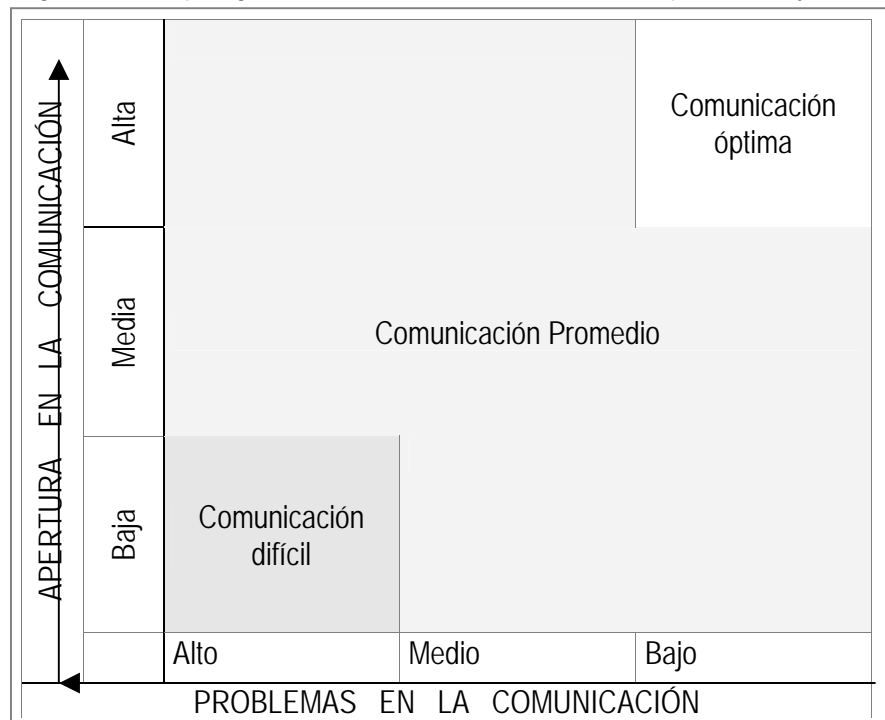 APERTURA EN LA COMUNICACIÓN
Alta
Comunicación
óptima
Media
Comunicación Promedio
Baja
Comunicación
difícil
Alto
Medio
Bajo
PROBLEMAS EN LA COMUNICACIÓN